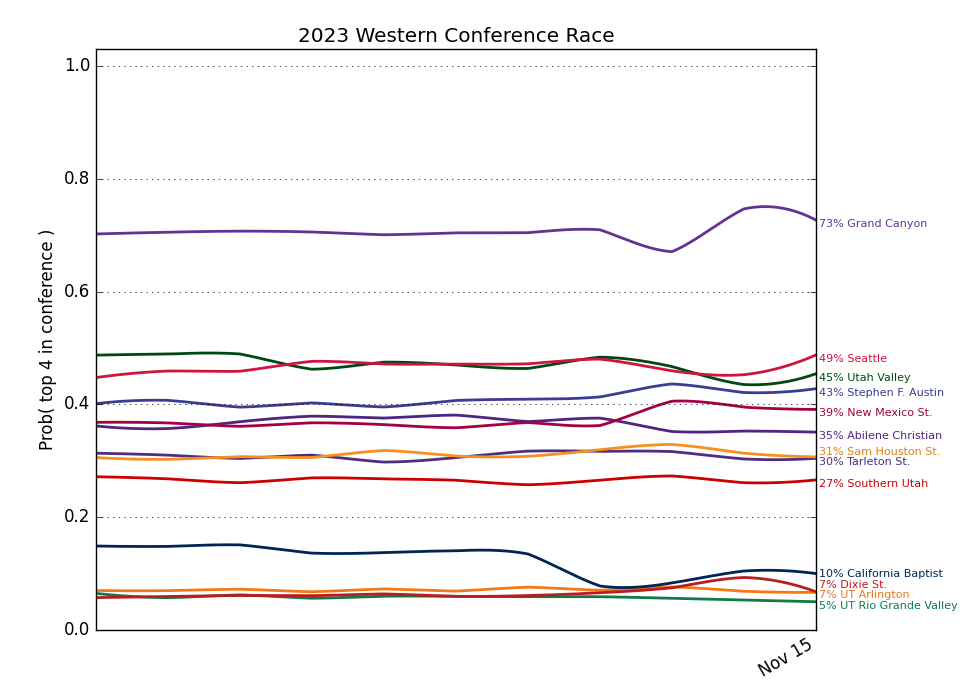 2023 Western Conference Race
Prob( top 4 in conference )
1.0
0.8
0.6
0.4
0.2
0.0
73% Grand Canyon
49% Seattle
45% Utah Valley
43% Stephen F. Austin
39% New Mexico St.
35% Abilene Christian
31% Sam Houston St.
30% Tarleton St.
27% Southern Utah
10% California Baptist
7% Dixie St.
7% UT Arlington
5% UT Rio Grande Valley
Nov 15